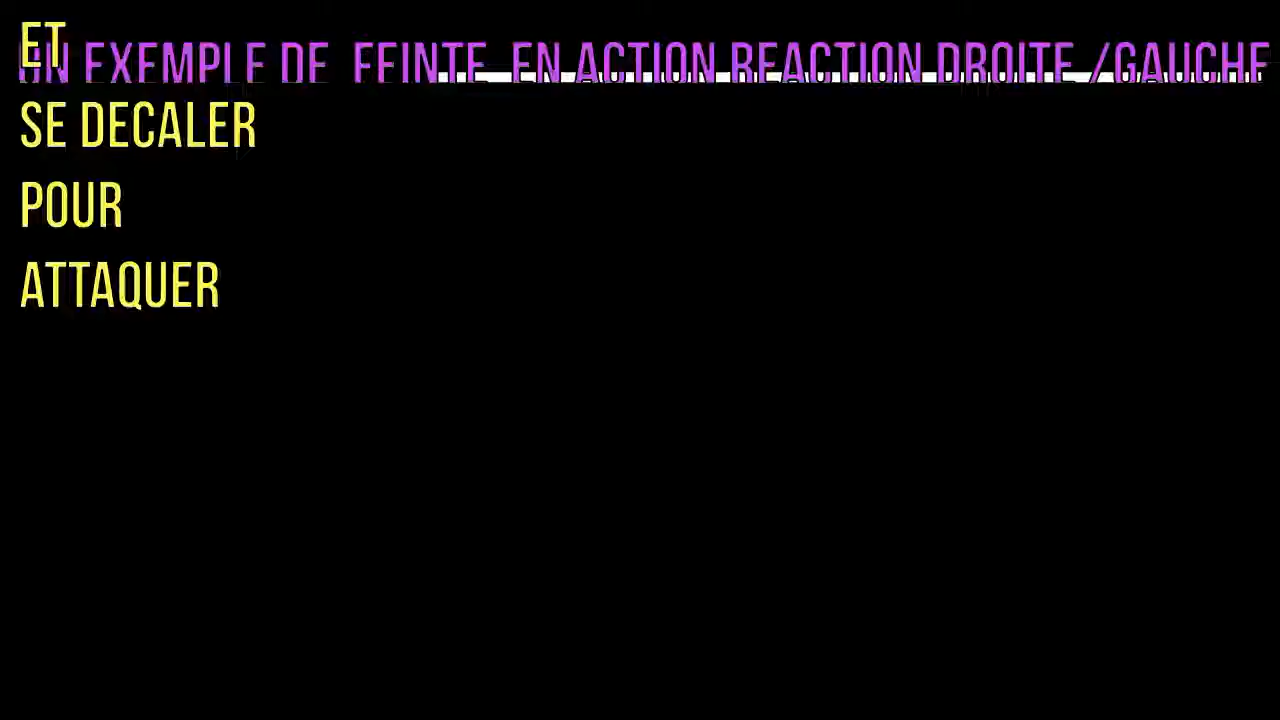 ET
UN EXEMPLE DE FEINTE EN ACTION REACTION DROITE /GAUCHE
SE DECALER
POUR
ATTAQUER